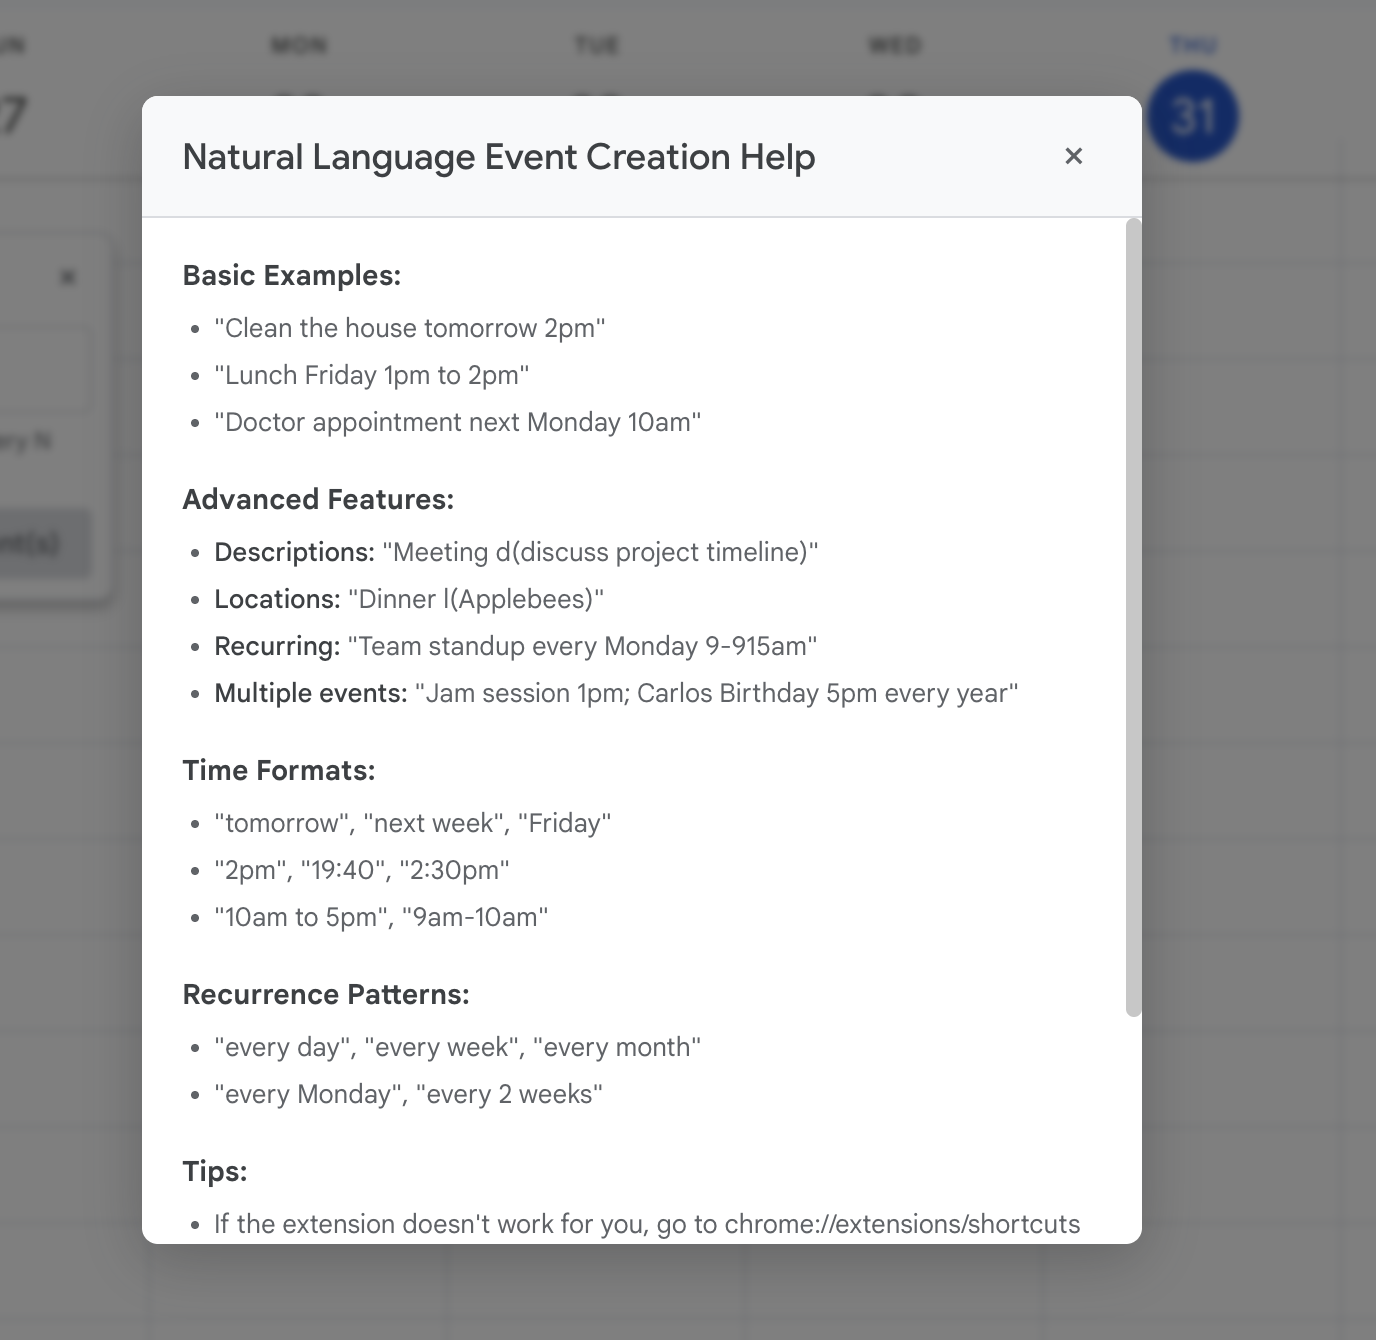 MON
TUE
WED
THU
31
Natural Language Event Creation Help
×
Basic Examples:
• "Clean the house tomorrow 2pm"
• "Lunch Friday 1pm to 2pm"
• "Doctor appointment next Monday 10am"
Advanced Features:
• Descriptions: "Meeting d(discuss project timeline)"
• Locations: "Dinner l(Applebees)"
• Recurring: "Team standup every Monday 9-915am"
• Multiple events: "Jam session 1pm; Carlos Birthday 5pm every year"
Time Formats:
• "tomorrow", "next week", "Friday"
• "2pm", "19:40", "2:30pm"
• "10am to 5pm", "9am-10am"
Recurrence Patterns:
• "every day", "every week", "every month"
• "every Monday", "every 2 weeks"
Tips:
• If the extension doesn't work for you, go to chrome://extensions/shortcuts